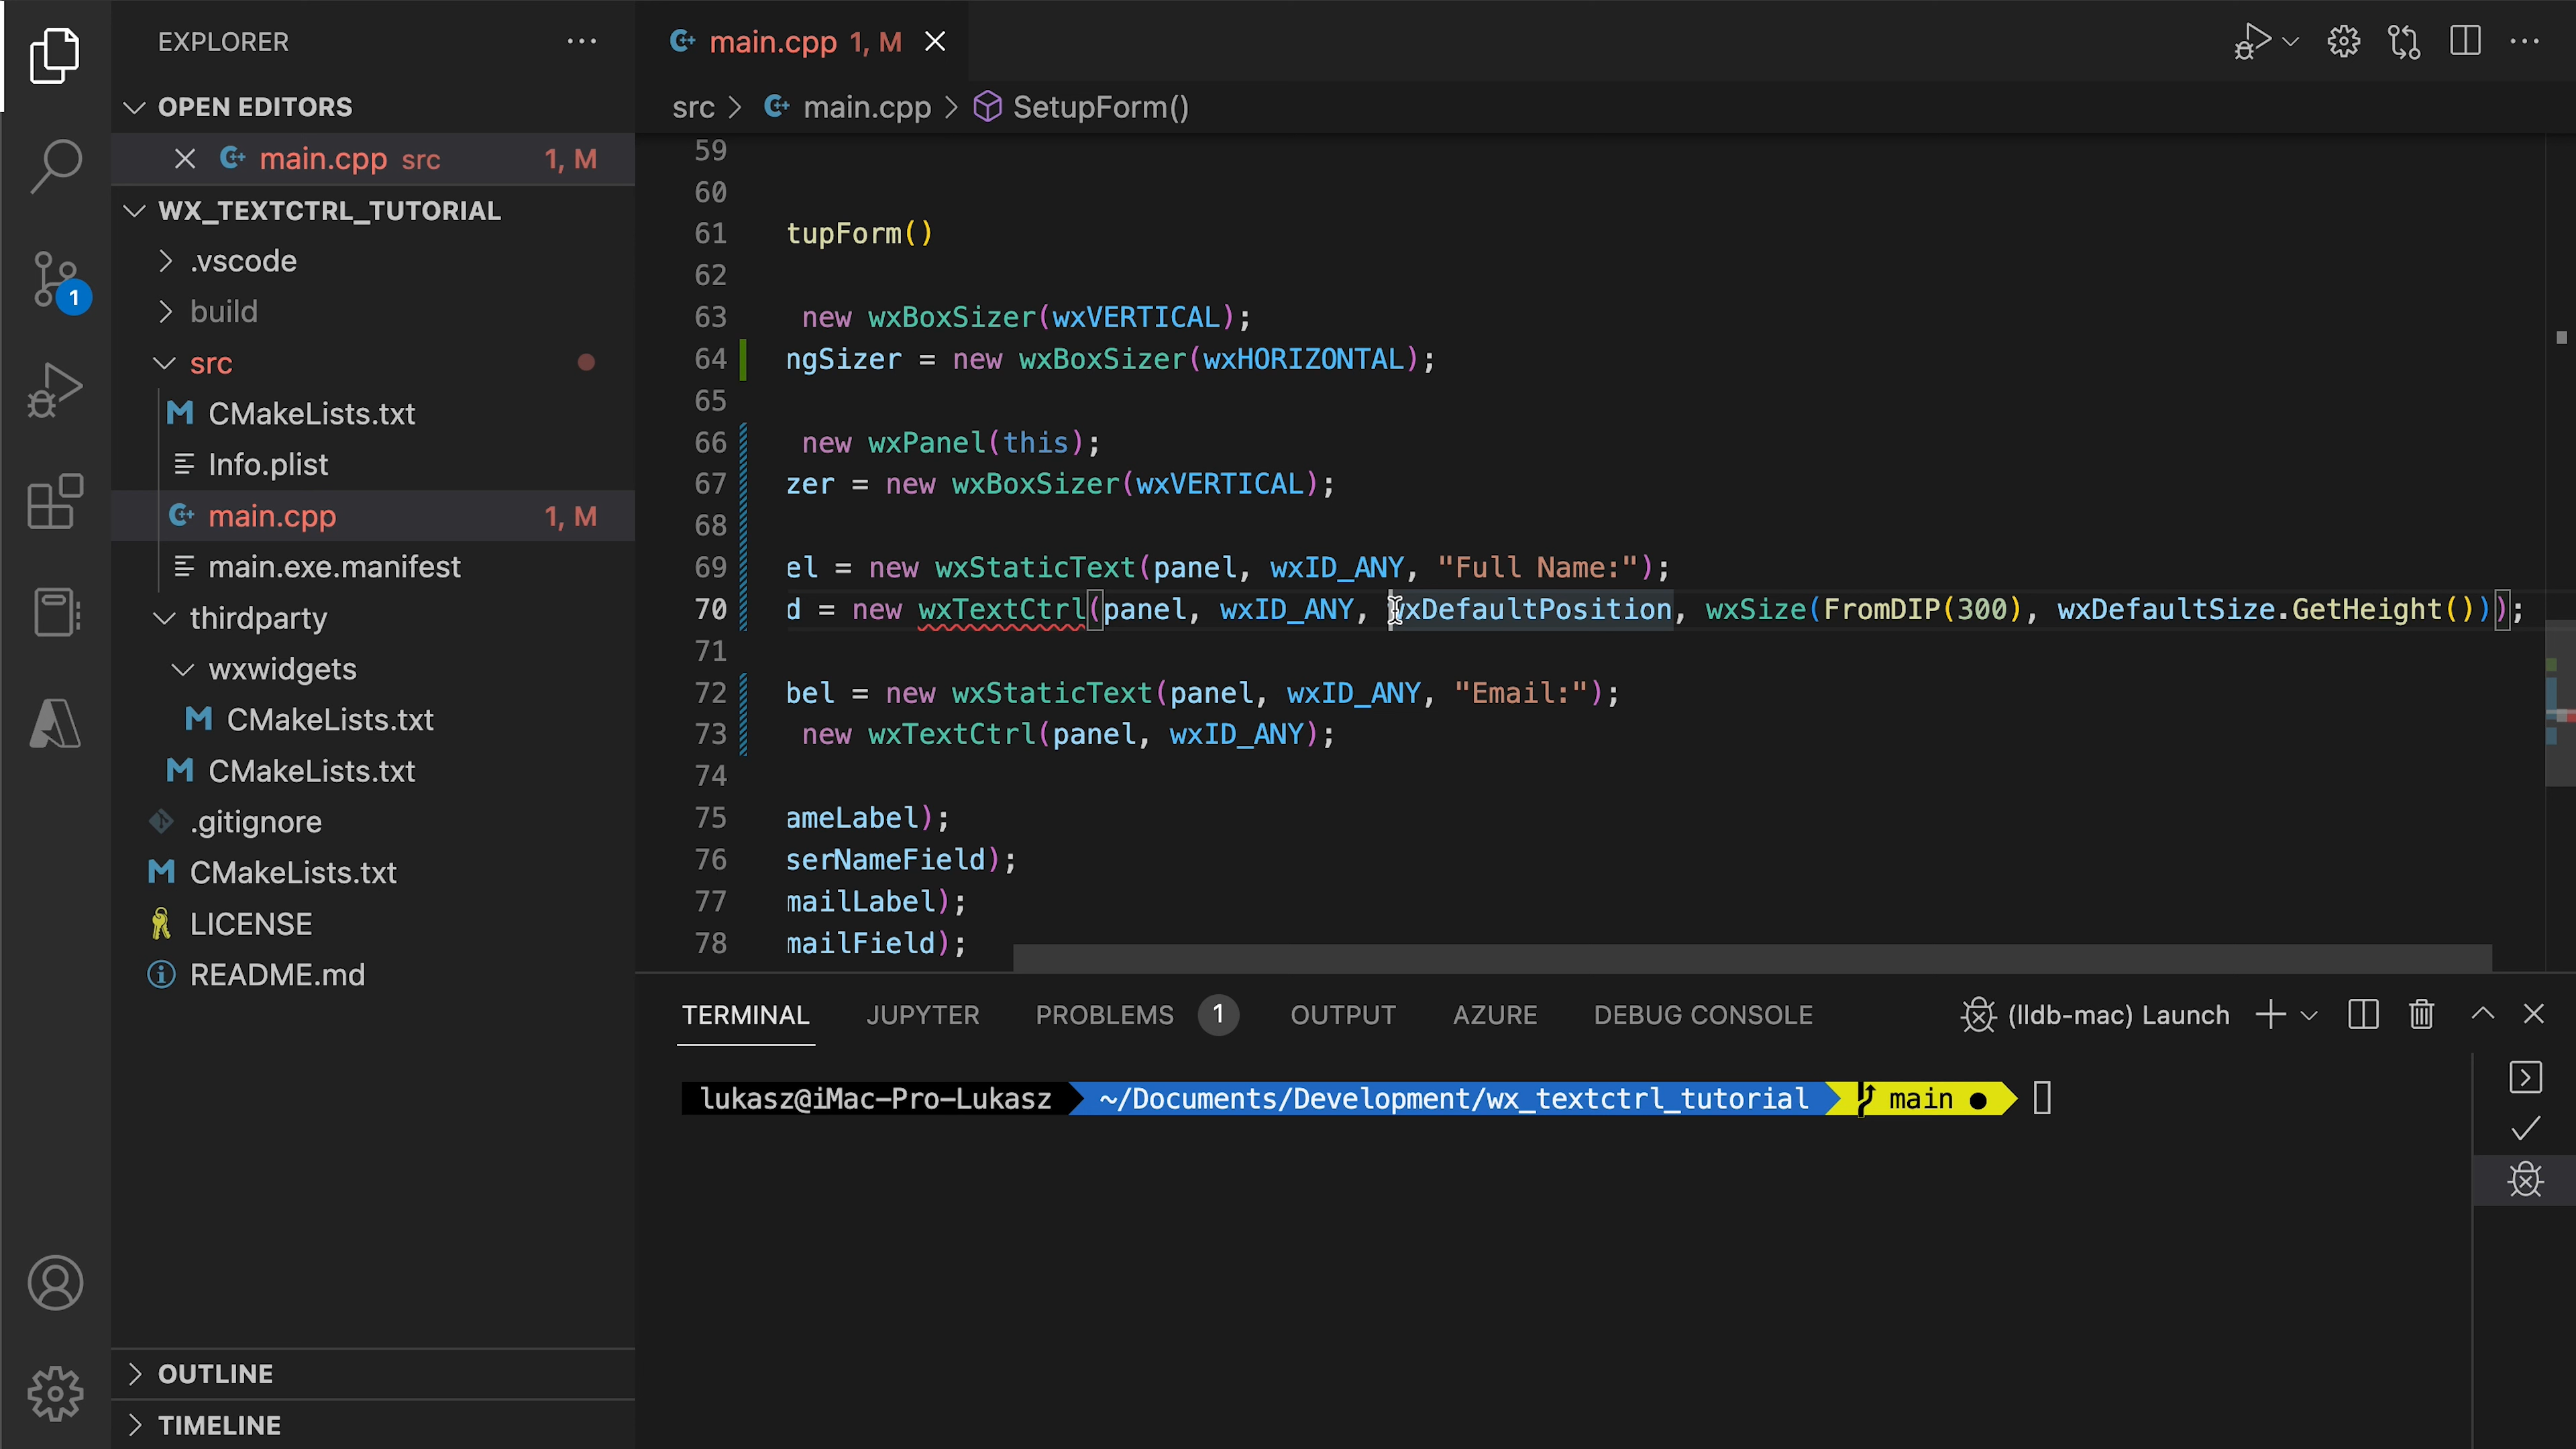 EXPLORER
OPEN EDITORS
main.cpp src 1, M
WX_TEXTCTRL_TUTORIAL
.vscode
build
src
CMakeLists.txt
Info.plist
main.cpp 1, M
main.exe.manifest
thirdparty
wxwidgets
CMakeLists.txt
CMakeLists.txt
.gitignore
CMakeLists.txt
LICENSE
README.md
OUTLINE
TIMELINE
1
main.cpp 1, M
src > main.cpp > SetupForm()
59
60
61 tupForm()
62
63 new wxBoxSizer(wxVERTICAL);
64 ngSizer = new wxBoxSizer(wxHORIZONTAL);
65
66 new wxPanel(this);
67 zer = new wxBoxSizer(wxVERTICAL);
68
69 el = new wxStaticText(panel, wxID_ANY, "Full Name:");
70 d = new wxTextCtrl(panel, wxID_ANY, wxDefaultPosition, wxSize(FromDIP(300), wxDefaultSize.GetHeight()));
71
72 bel = new wxStaticText(panel, wxID_ANY, "Email:");
73 new wxTextCtrl(panel, wxID_ANY);
74
75 ameLabel);
76 serNameField);
77 mailLabel);
78 mailField);
TERMINAL JUPYTER PROBLEMS 1 OUTPUT AZURE DEBUG CONSOLE (lldb-mac) Launch
lukasz@iMac-Pro-Lukasz ~/Documents/Development/wx_textctrl_tutorial main ●